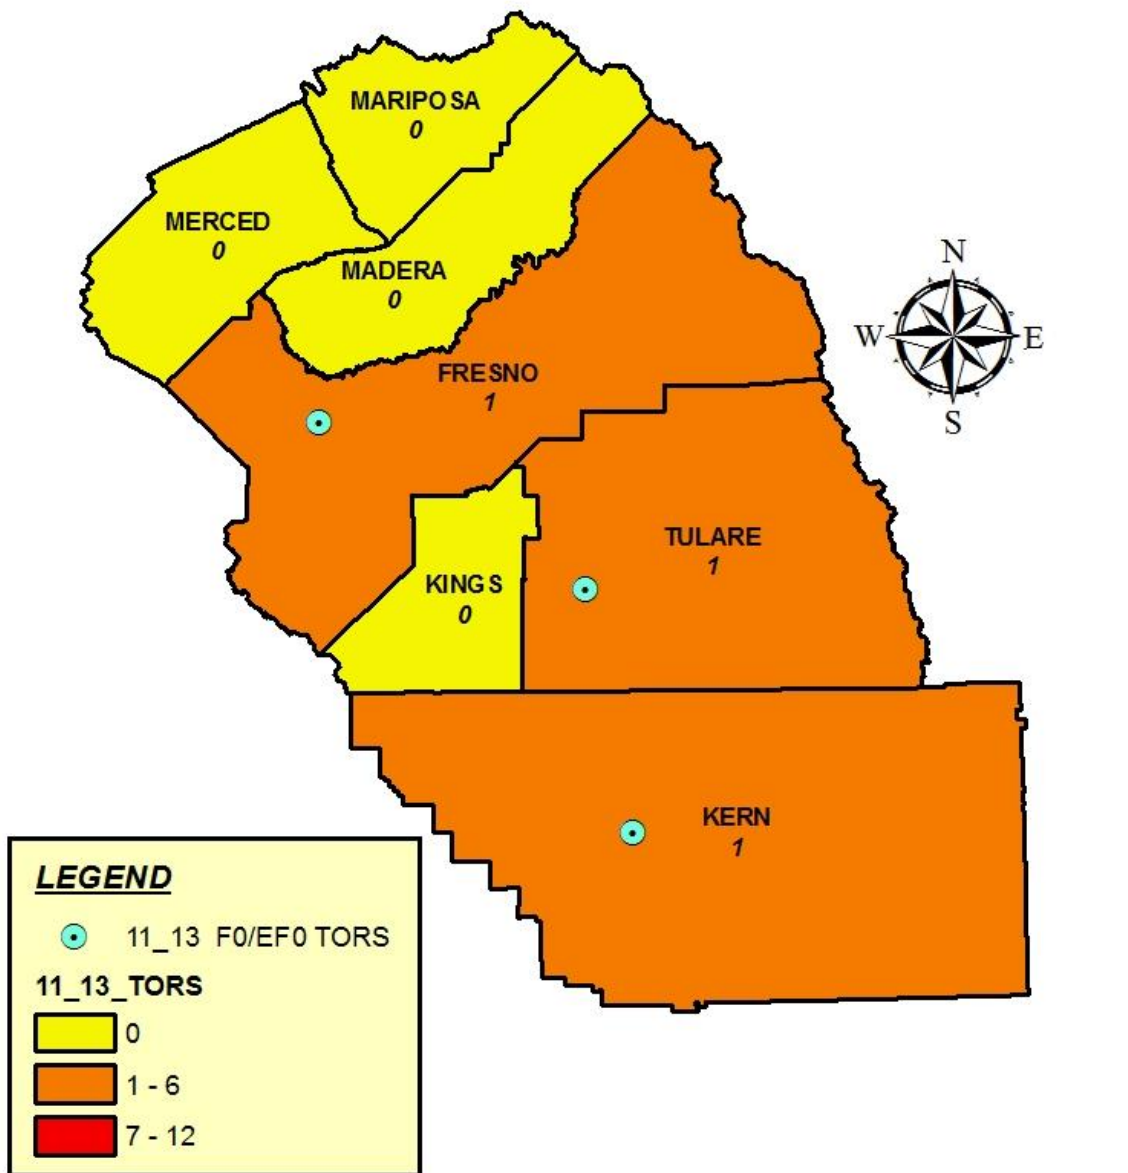 MARIPOSA
0
MERCED
0
MADERA
0
N
W E
S
FRESNO
1
TULARE
1
KINGS
0
KERN
1
LEGEND
11_13 F0/EF0 TORS
11_13_TORS
0
1 - 6
7 - 12